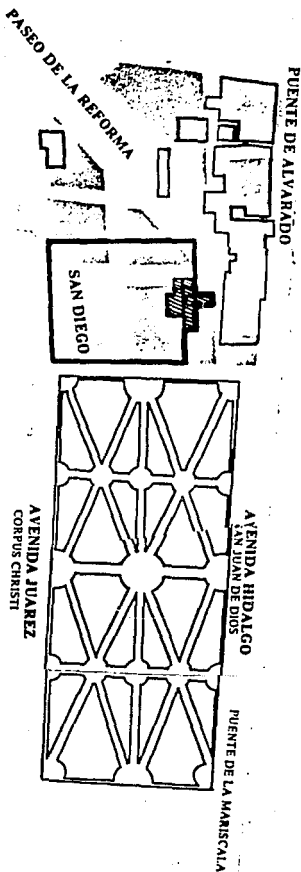 PASEO DE LA REFORMA
PUENTE DE ALVARADO
SAN DIEGO
AVENIDA HIDALGO
SAN JUAN DE DIOS
AVENIDA JUAREZ
CORPUS CHRISTI
PUENTE DE LA MARISCALA